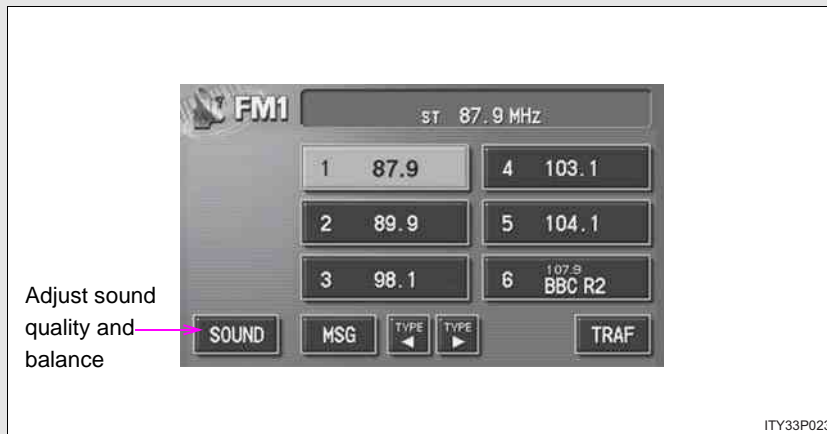 FM1
ST 87.9 MHz
1 87.9
4 103.1
2 89.9
5 104.1
3 98.1
6 107.9 BBC R2
Adjust sound
quality and
balance
SOUND
MSG
TYPE
TYPE
TRAF
ITY33P023